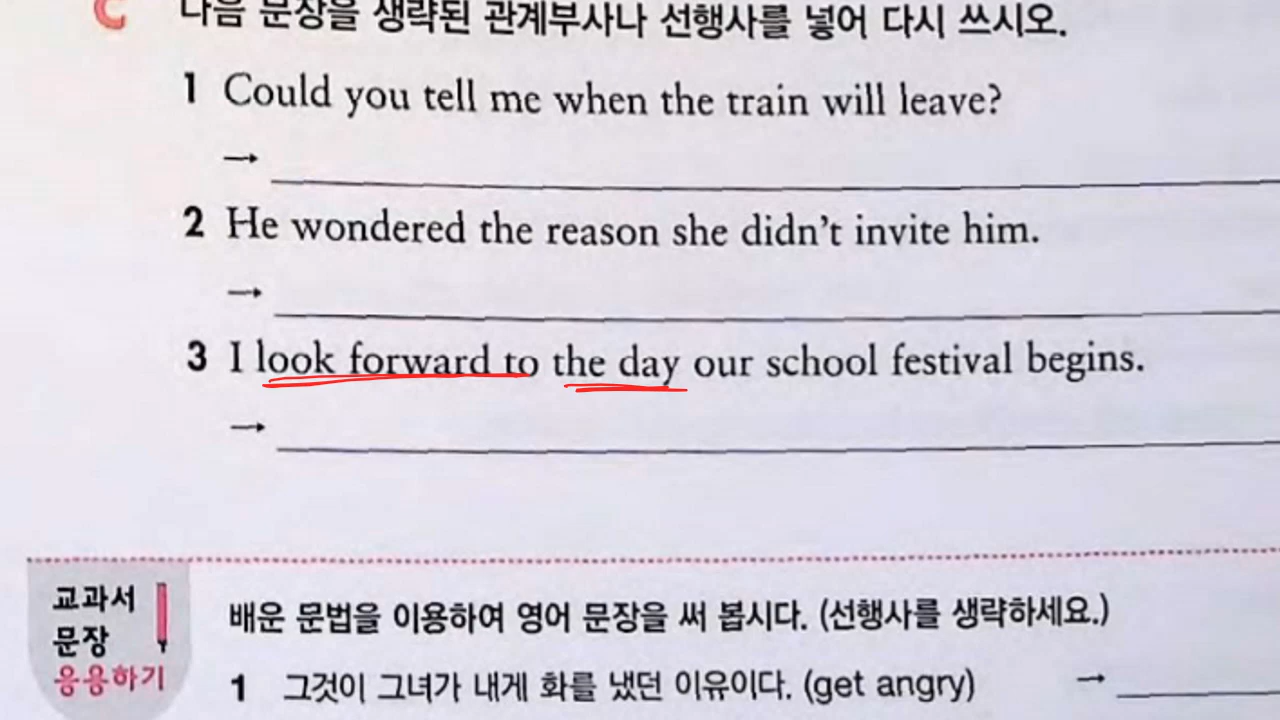 C 다음 문장을 생략된 관계부사나 선행사를 넣어 다시 쓰시오.
1 Could you tell me when the train will leave?
→
2 He wondered the reason she didn't invite him.
→
3 I look forward to the day our school festival begins.
→
교과서
문장
응용하기
배운 문법을 이용하여 영어 문장을 써 봅시다. (선행사를 생략하세요.)
1 그것이 그녀가 내게 화를 냈던 이유이다. (get angry) →